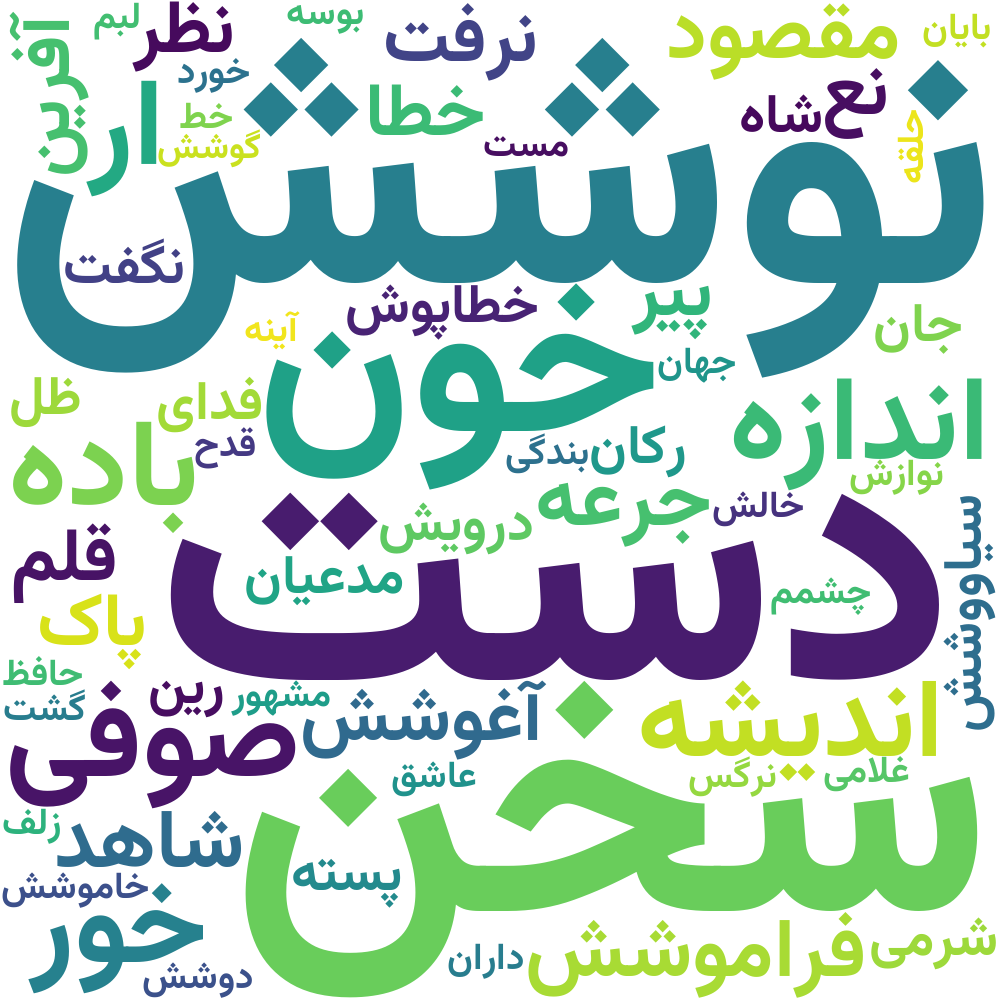 آفرین
لبم
نظر
بوسه
نرفت
مقصود
بایان
خورد
ار
خط
گوشش
خطا
مست
شاه
نع
حلقه
نوشش
نگفت
خطاپوش
پیر
جان
آینه
خون
جهان
ظل
فدای
قدح
باده
بندگی
رکان
اندازه
نوازش
درویش
جرعه
خالش
سیاووشش
قلم
مدعیان
دست
چشمم
پاک
حافظ
گشت
رین
مشهور
صوفی
آغوشش
اندیشه
عاشق
نرگس
غلامی
سخن
زلف
شاهد
پسته
خاموشش
خور
دوشش
داران
فراموشش
شرمی